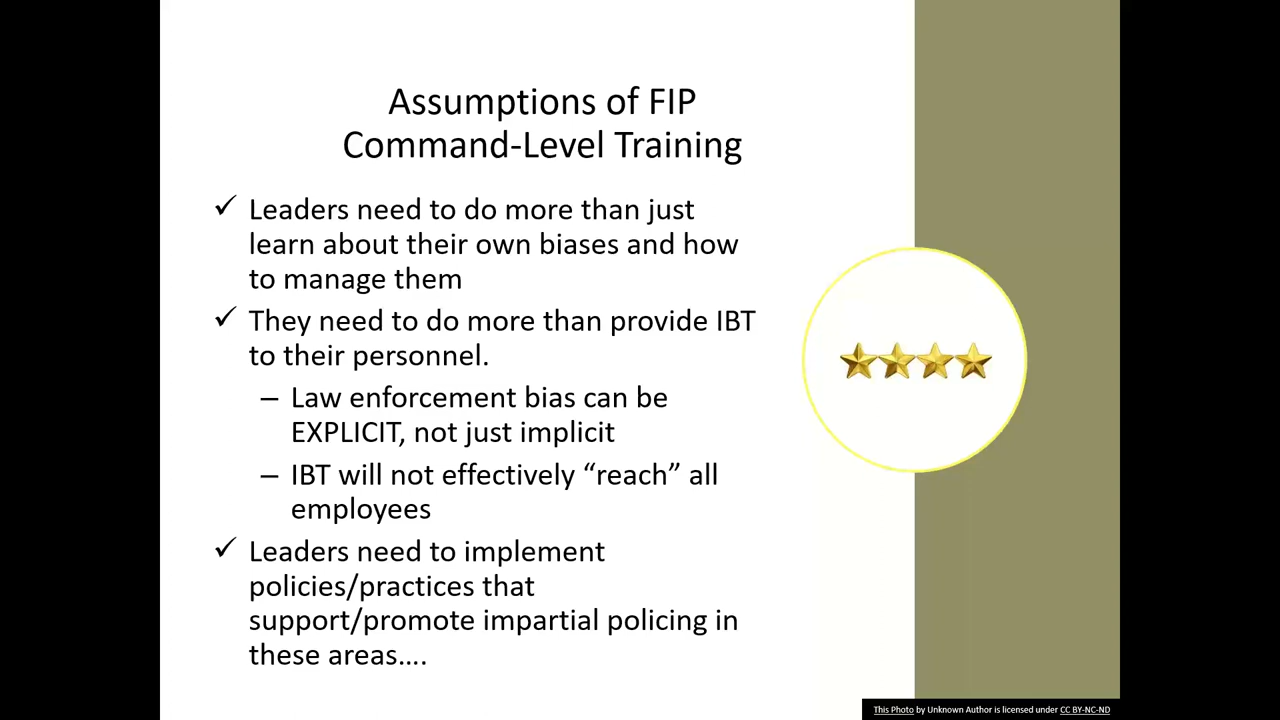 Assumptions of FIP
Command-Level Training
✓ Leaders need to do more than just
learn about their own biases and how
to manage them
✓ They need to do more than provide IBT
to their personnel.
– Law enforcement bias can be
EXPLICIT, not just implicit
– IBT will not effectively “reach” all
employees
✓ Leaders need to implement
policies/practices that
support/promote impartial policing in
these areas….
This Photo by Unknown Author is licensed under CC BY-NC-ND